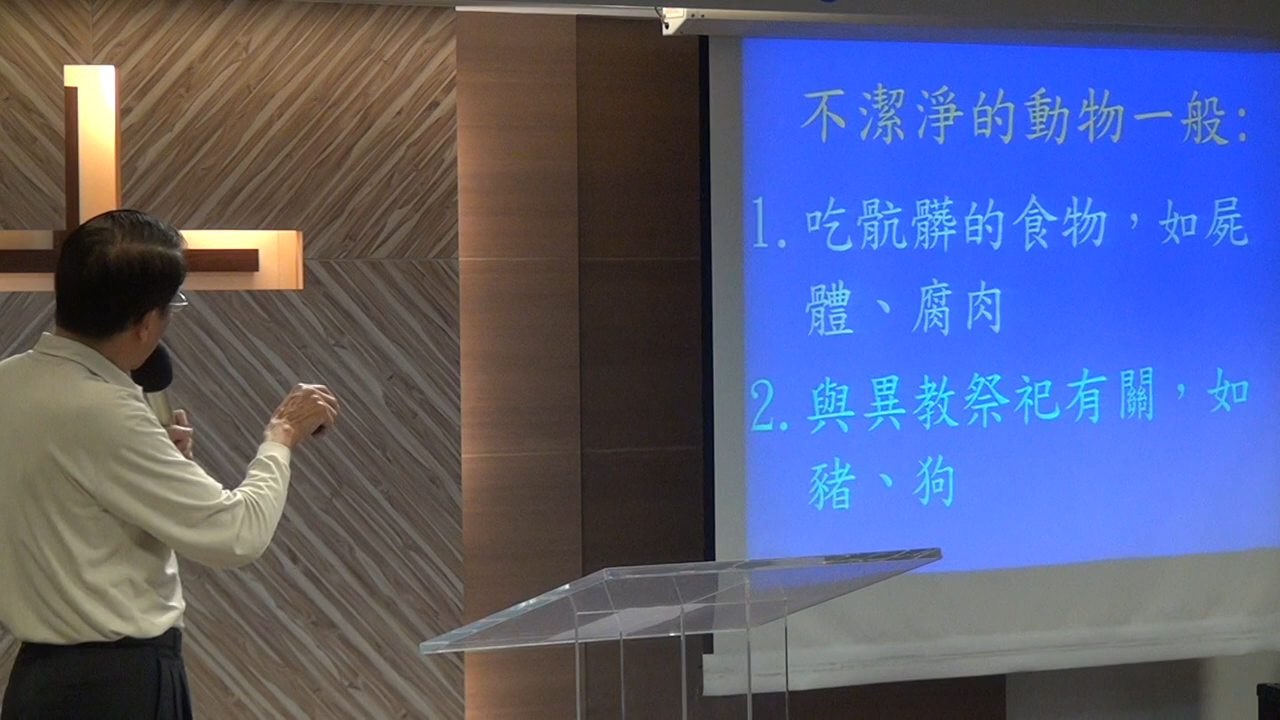 不潔淨的動物一般:
1. 吃骯髒的食物，如屍
體、腐肉
2. 與異教祭祀有關，如
豬、狗